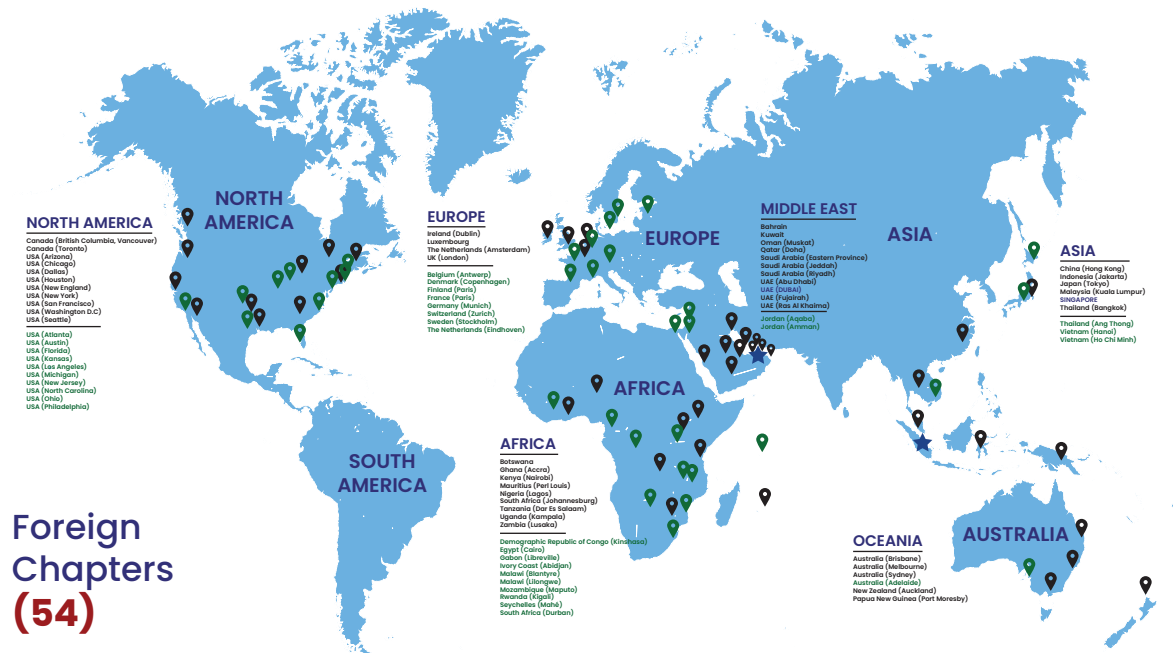 NORTH
AMERICA
NORTH AMERICA
Canada (British Columbia, Vancouver)
Canada (Toronto)
USA (Arizona)
USA (Chicago)
USA (Dallas)
USA (Houston)
USA (New England)
USA (New York)
USA (San Francisco)
USA (Washington D.C)
USA (Seattle)
USA (Atlanta)
USA (Austin)
USA (Florida)
USA (Kansas)
USA (Los Angeles)
USA (Michigan)
USA (New Jersey)
USA (North Carolina)
USA (Ohio)
USA (Philadelphia)
EUROPE
Ireland (Dublin)
Luxembourg
The Netherlands (Amsterdam)
UK (London)
Belgium (Antwerp)
Denmark (Copenhagen)
Finland (Paris)
France (Paris)
Germany (Munich)
Switzerland (Zurich)
Sweden (Stockholm)
The Netherlands (Eindhoven)
EUROPE
MIDDLE EAST
Bahrain
Kuwait
Oman (Muskat)
Qatar (Doha)
Saudi Arabia (Eastern Province)
Saudi Arabia (Jeddah)
Saudi Arabia (Riyadh)
UAE (Abu Dhabi)
UAE (DUBAI)
UAE (Fujairah)
UAE (Ras Al Khaima)
Jordan (Aqaba)
Jordan (Amman)
ASIA
ASIA
China (Hong Kong)
Indonesia (Jakarta)
Japan (Tokyo)
Malaysia (Kuala Lumpur)
SINGAPORE
Thailand (Bangkok)
Thailand (Ang Thong)
Vietnam (Hanoi)
Vietnam (Ho Chi Minh)
AFRICA
AFRICA
Botswana
Ghana (Accra)
Kenya (Nairobi)
Mauritius (Perl Louis)
Nigeria (Lagos)
South Africa (Johannesburg)
Tanzania (Dar Es Salaam)
Uganda (Kampala)
Zambia (Lusaka)
Demographic Republic of Congo (Kinshasa)
Egypt (Cairo)
Gabon (Libreville)
Ivory Coast (Abidjan)
Malawi (Blantyre)
Malawi (Lilongwe)
Mozambique (Maputo)
Rwanda (Kigali)
Seychelles (Mahé)
South Africa (Durban)
SOUTH
AMERICA
OCEANIA
Australia (Brisbane)
Australia (Melbourne)
Australia (Sydney)
Australia (Adelaide)
New Zealand (Auckland)
Papua New Guinea (Port Moresby)
AUSTRALIA
Foreign
Chapters
(54)